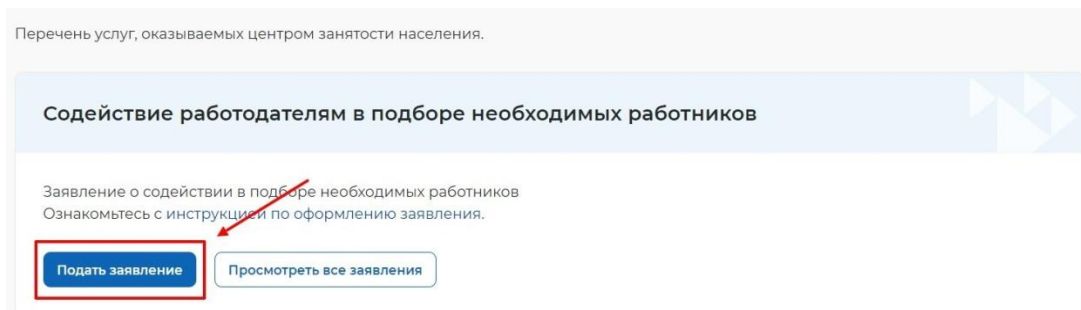 Перечень услуг, оказываемых центром занятости населения.
Содействие работодателям в подборе необходимых работников
Заявление о содействии в подборе необходимых работников
Ознакомьтесь с инструкцией по оформлению заявления.
Подать заявление
Просмотреть все заявления